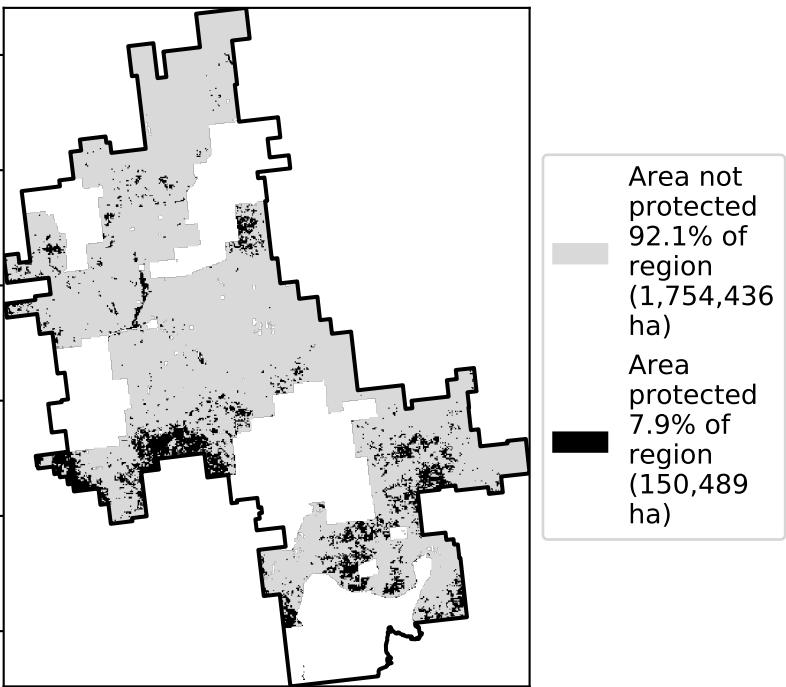 Area not
protected
92.1% of
region
(1,754,436
ha)
Area
protected
7.9% of
region
(150,489
ha)